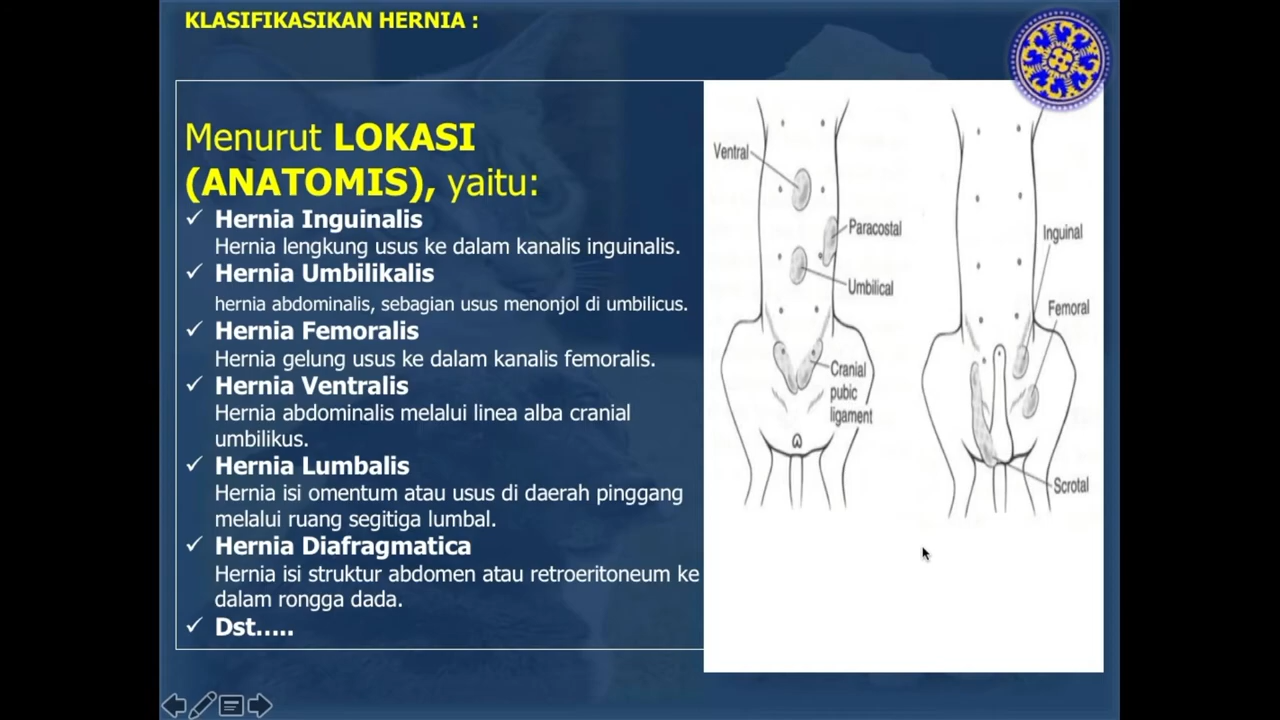 KLASIFIKASIKAN HERNIA :
Menurut LOKASI
(ANATOMIS), yaitu:
✓ Hernia Inguinalis
Hernia lengkung usus ke dalam kanalis inguinalis.
✓ Hernia Umbilikalis
hernia abdominalis, sebagian usus menonjol di umbilicus.
✓ Hernia Femoralis
Hernia gelung usus ke dalam kanalis femoralis.
✓ Hernia Ventralis
Hernia abdominalis melalui linea alba cranial
umbilikus.
✓ Hernia Lumbalis
Hernia isi omentum atau usus di daerah pinggang
melalui ruang segitiga lumbal.
✓ Hernia Diafragmatica
Hernia isi struktur abdomen atau retroeritoneum ke
dalam rongga dada.
✓ Dst.....
Ventral
Paracostal
Umbilical
Cranial
pubic
ligament
Inguinal
Femoral
Scrotal